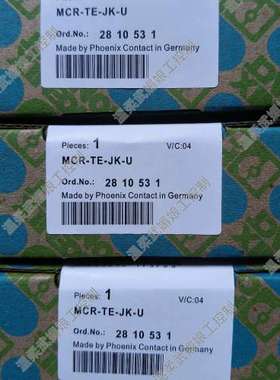 MCR-TE-JK-U
Ord.No.: 28 10 53 1
Made by Phoenix Contact in Germany
Pieces: 1 V/C:04
MCR-TE-JK-U
Ord.No.: 28 10 53 1
Made by Phoenix Contact in Germany
Pieces: 1 V/C:04
MCR-TE-JK-U
Ord.No.: 28 10 53 1
Made by Phoenix Contact in Germany